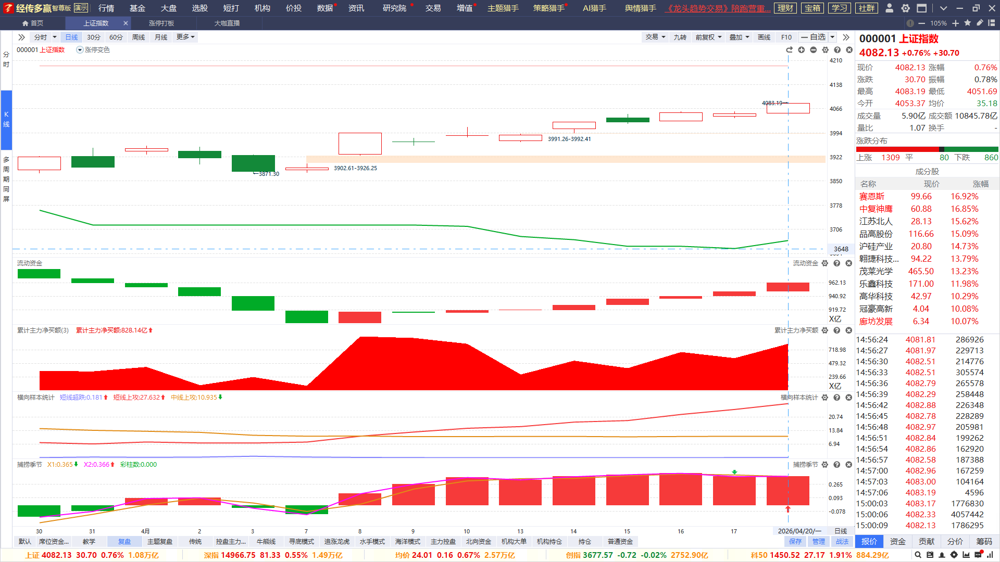 经传多赢 智尊版 演示 行情 基金 大盘 选股 短打 机构 价投 数据 资讯 研究院 交易 增值 主题猎手 策略猎手 AI猎手 舆情猎手 《龙头趋势交易》陪跑营重... 理财 宝箱 学习 社群
首页 上证指数 涨停打板 大咖直播 105%
分时 日线 30分 60分 周线 月线 更多 交易 九转 前复权 叠加 画线 F10 自选
000001 上证指数 涨停变色
分时
K线
多周期同屏
4210
4138
4083.19
4066
3994
3991.26-3992.41
3922
3902.61-3926.25
3871.30
3850
3778
3706
3648
流动资金 流动资金
962.13
940.92
919.72
X亿
累计主力净买额(3) 累计主力净买额:828.14亿 累计主力净买额
718.98
479.32
239.66
X亿
横向样本统计 短线超跌:0.181 短线上攻:27.632 中线上攻:10.935 横向样本统计
20.74
13.84
6.94
捕捞季节 X1:0.365 X2:0.366 彩柱数:0.000 捕捞季节
0.265
0.093
-0.078
30 31 4月 2 3 7 8 9 10 13 14 15 16 17 2026/04/20/一 日线
默认 席位资金... 教学 复盘 主题复盘 传统 控盘主力... 牛能线 寻底模式 追涨龙虎 水手模式 海洋模式 主力控盘 北向资金 机构大单 机构持仓 持仓 普通资金 保存 管理 战法
000001 上证指数
4082.13 +0.76% +30.70
现价 4082.13 涨幅 0.76%
涨跌 30.70 振幅 0.78%
最高 4083.19 最低 4051.69
今开 4053.37 均价 35.18
成交量 5.90亿 成交额 10845.78亿
量比 1.07 换手 -
涨跌分布
上涨 1309 平 80 下跌 860
成分股
名称 现价 涨幅
赛恩斯 99.66 16.92%
中复神鹰 60.88 16.85%
江苏北人 28.13 15.62%
品高股份 116.66 15.09%
沪硅产业 20.80 14.73%
翱捷科技... 94.22 13.79%
茂莱光学 465.50 13.23%
乐鑫科技 171.00 11.98%
高华科技 42.97 10.29%
冠豪高新 4.04 10.08%
廊坊发展 6.34 10.07%
14:56:24 4081.81 286926
14:56:27 4081.97 229713
14:56:30 4082.51 214776
14:56:33 4082.51 305574
14:56:36 4082.79 265578
14:56:39 4082.29 258448
14:56:42 4082.88 226348
14:56:45 4082.78 228289
14:56:48 4082.97 205981
14:56:51 4082.84 199262
14:56:54 4082.86 162920
14:56:57 4082.58 187388
14:57:00 4082.96 167259
14:57:03 4083.00 104164
14:57:06 4083.19 4596
15:00:03 4083.17 1776830
15:00:06 4082.33 4057442
15:00:09 4082.13 1786295
报价 资金 贡献 分价 筹码
上证 4082.13 30.70 0.76% 1.08万亿 深指 14966.75 81.33 0.55% 1.49万亿 均价 24.01 0.16 0.67% 2.57万亿 创指 3677.57 -0.72 -0.02% 2752.90亿 科50 1450.52 27.17 1.91% 884.29亿